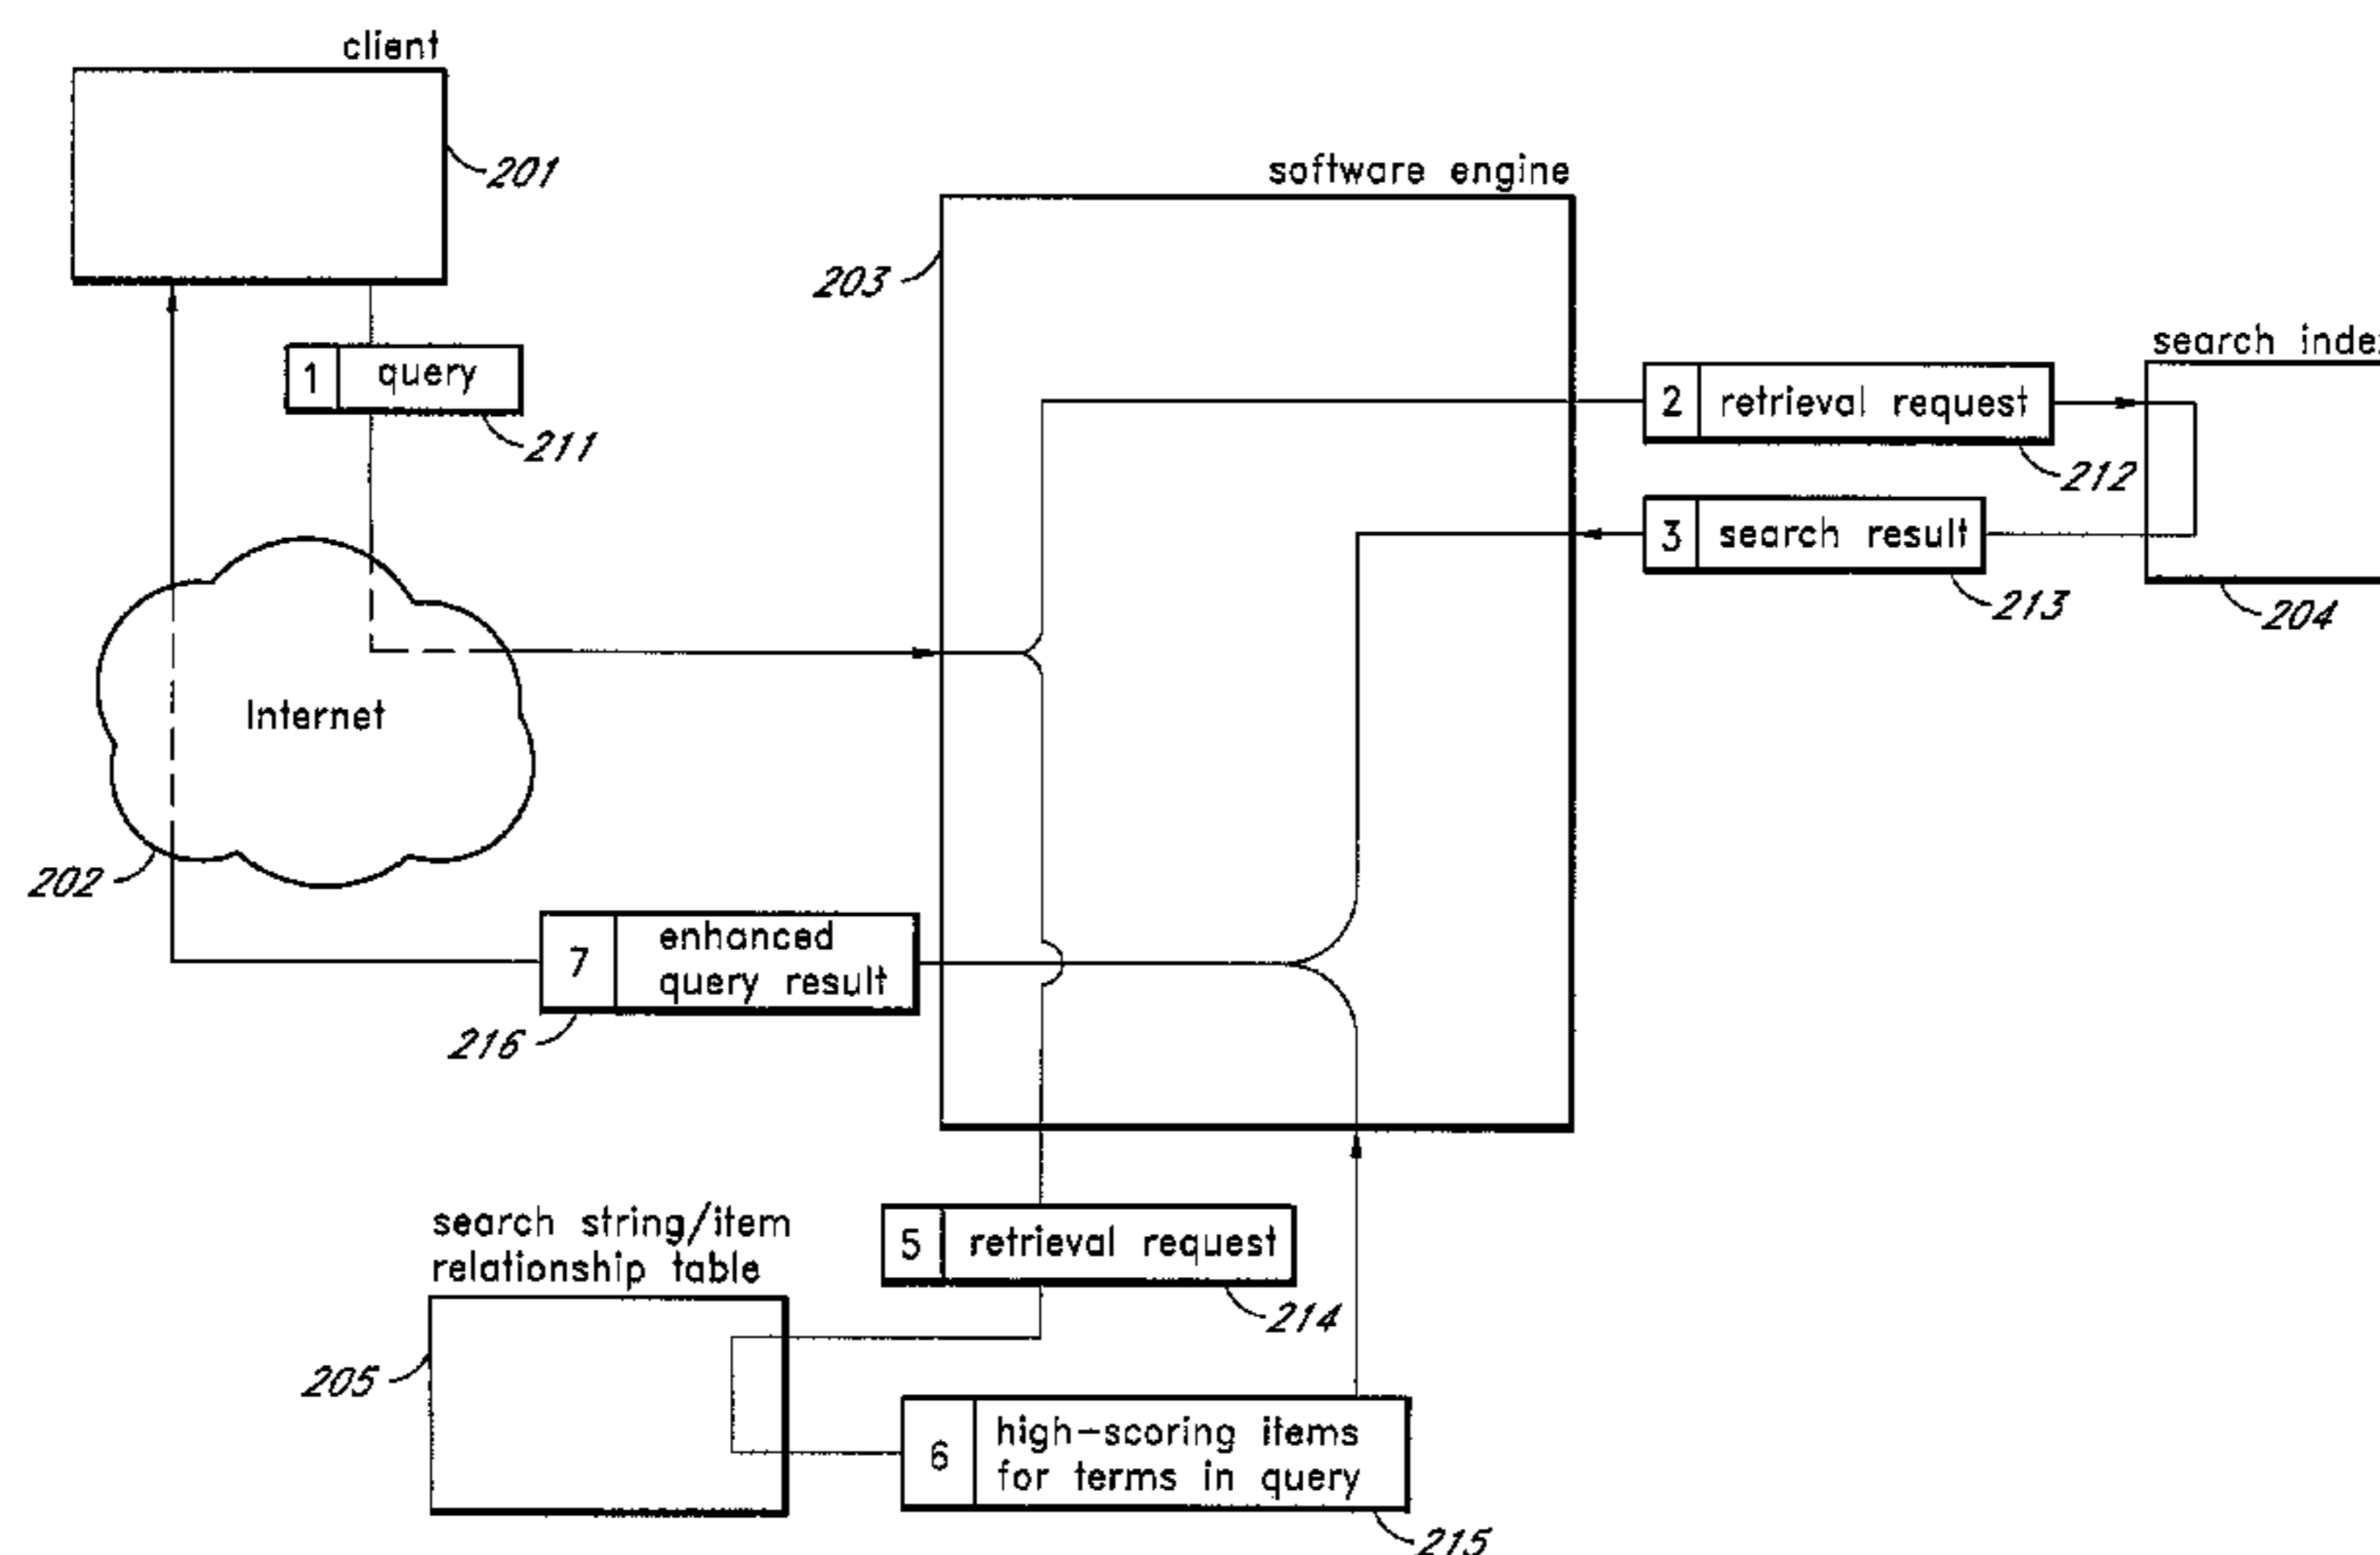 client
201
software engine
203
1 query
211
search inde
2 retrieval request
212
3 search result
213
204
Internet
202
7 enhanced
query result
216
search string/item
relationship table
5 retrieval request
214
205
6 high-scoring items
for terms in query
215